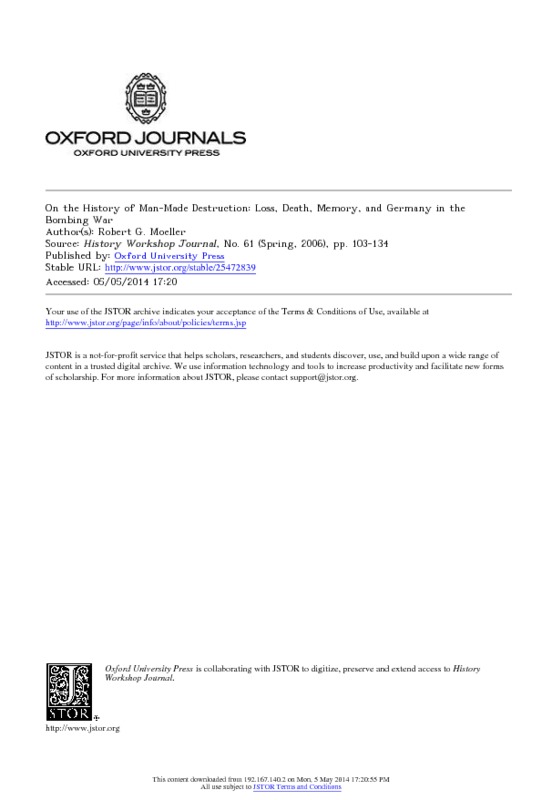 OXFORD JOURNALS
OXFORD UNIVERSITY PRESS
On the History of Man-Made Destruction: Loss, Death, Memory, and Germany in the
Bombing War
Author(s): Robert G. Moeller
Source: History Workshop Journal, No. 61 (Spring, 2006), pp. 103-134
Published by: Oxford University Press
Stable URL: http://www.jstor.org/stable/25472839
Accessed: 05/05/2014 17:20
Your use of the JSTOR archive indicates your acceptance of the Terms & Conditions of Use, available at
http://www.jstor.org/page/info/about/policies/terms.jsp
JSTOR is a not-for-profit service that helps scholars, researchers, and students discover, use, and build upon a wide range of
content in a trusted digital archive. We use information technology and tools to increase productivity and facilitate new forms
of scholarship. For more information about JSTOR, please contact support@jstor.org.
Oxford University Press is collaborating with JSTOR to digitize, preserve and extend access to History
Workshop Journal.
JSTOR
http://www.jstor.org
This content downloaded from 192.167.140.2 on Mon, 5 May 2014 17:20:55 PM
All use subject to JSTOR Terms and Conditions